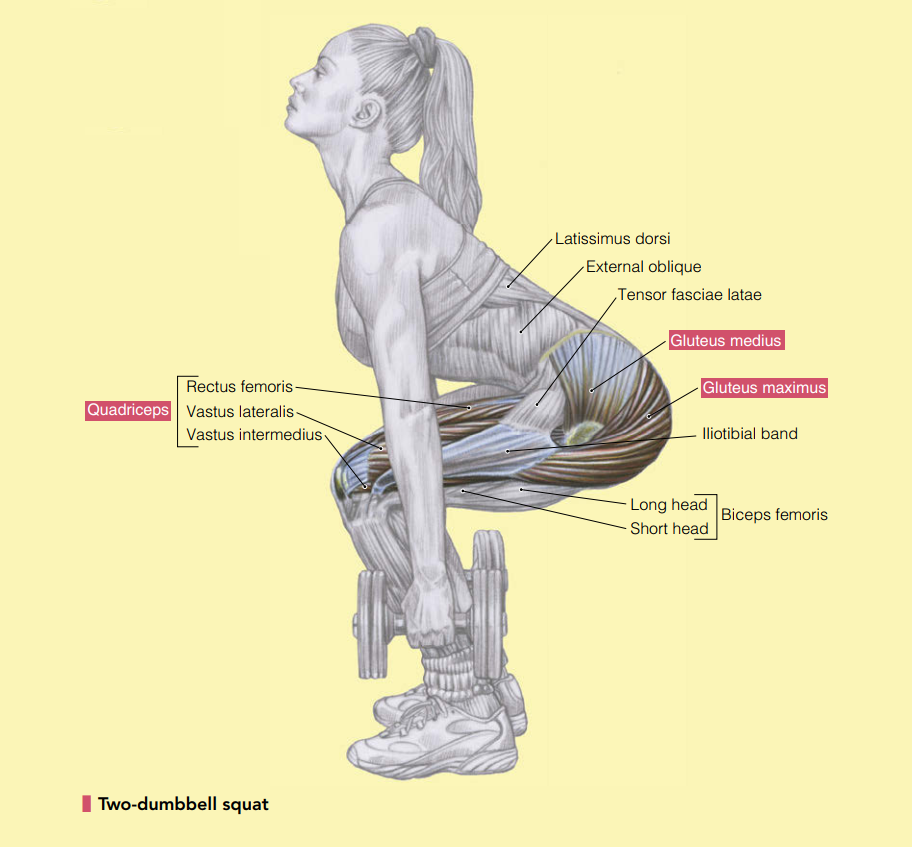 Latissimus dorsi
External oblique
Tensor fasciae latae
Gluteus medius
Gluteus maximus
Iliotibial band
Quadriceps
Rectus femoris
Vastus lateralis
Vastus intermedius
Long head
Short head
Biceps femoris
Two-dumbbell squat